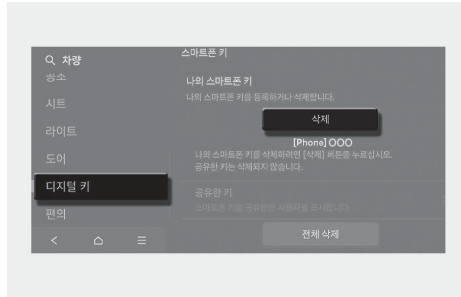 차량
공조
시트
라이트
도어
디지털 키
편의
스마트폰 키
나의 스마트폰 키
나의 스마트폰 키를 등록하거나 삭제합니다.
삭제
[Phone] OOO
나의 스마트폰 키를 삭제하려면 [삭제] 버튼을 누르십시오.
공유한 키는 삭제되지 않습니다.
공유한 키
스마트폰 키를 공유받은 사용자를 표시합니다.
전체 삭제